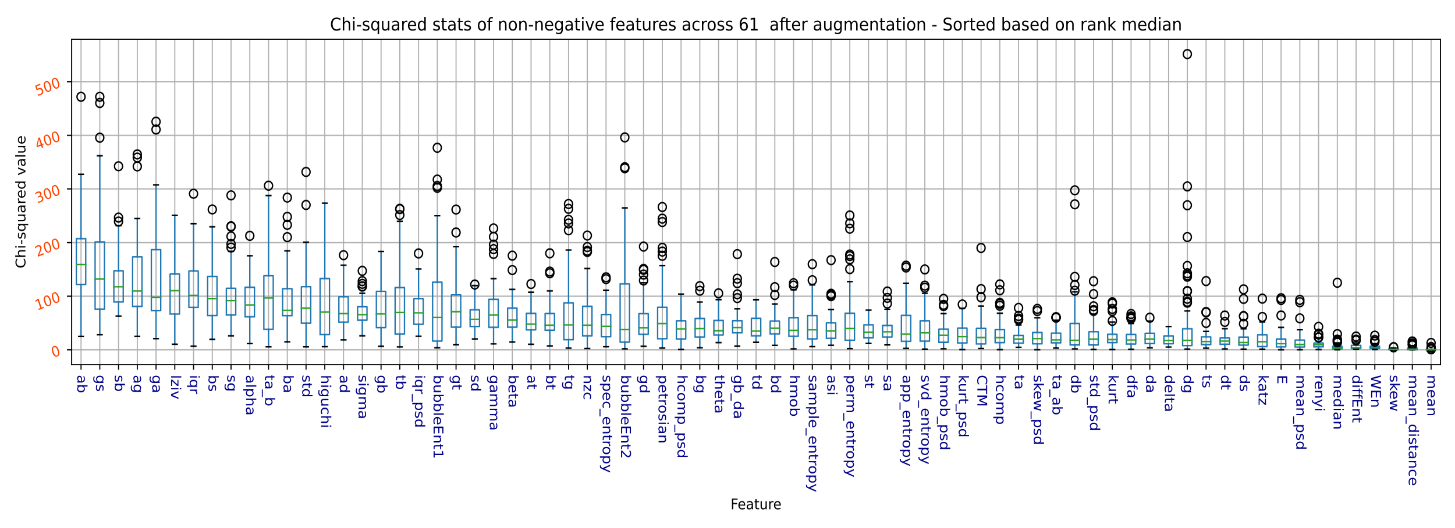 Chi-squared stats of non-negative features across 61  after augmentation - Sorted based on rank median
Chi-squared value
500
400
300
200
100
0
ab
gs
sb
ag
ga
lziv
iqr
bs
sg
alpha
ta_b
ba
std
higuchi
ad
sigma
gb
tb
iqr_psd
bubbleEnt1
gt
sd
gamma
beta
at
bt
tg
nzc
spec_entropy
bubbleEnt2
gd
petrosian
hcomp_psd
bg
theta
gb_da
td
bd
hmob
sample_entropy
asi
perm_entropy
st
sa
app_entropy
svd_entropy
hmob_psd
kurt_psd
CTM
hcomp
ta
skew_psd
ta_ab
db
std_psd
kurt
dfa
da
delta
dg
ts
dt
ds
katz
E
mean_psd
renyi
median
diffEnt
WEn
skew
mean_distance
mean
Feature